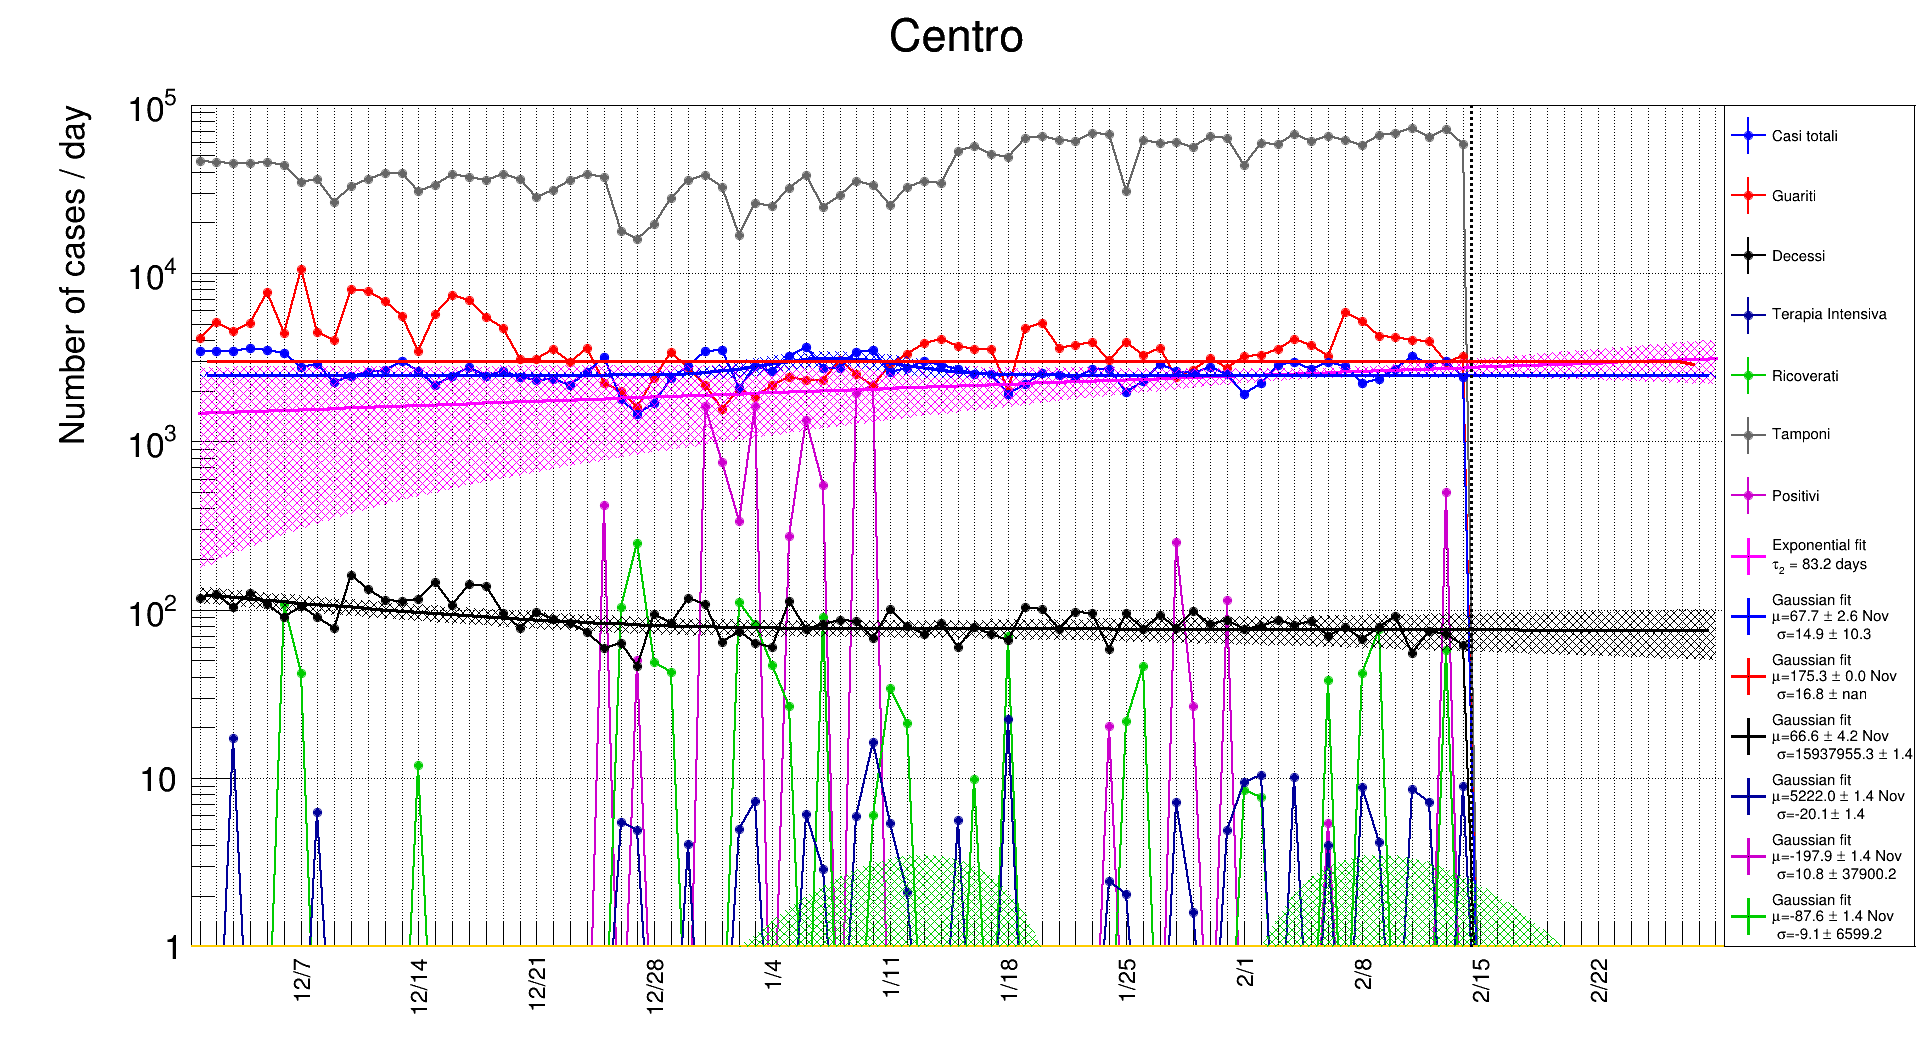 Centro
Number of cases / day
10^5
10^4
10^3
10^2
10
1
12/7
12/14
12/21
12/28
1/4
1/11
1/18
1/25
2/1
2/8
2/15
2/22
Casi totali
Guariti
Decessi
Terapia Intensiva
Ricoverati
Tamponi
Positivi
Exponential fit
τ2 = 83.2 days
Gaussian fit
μ=67.7 ± 2.6 Nov
σ=14.9 ± 10.3
Gaussian fit
μ=175.3 ± 0.0 Nov
σ=16.8 ± nan
Gaussian fit
μ=66.6 ± 4.2 Nov
σ=15937955.3 ± 1.4
Gaussian fit
μ=5222.0 ± 1.4 Nov
σ=-20.1 ± 1.4
Gaussian fit
μ=-197.9 ± 1.4 Nov
σ=10.8 ± 37900.2
Gaussian fit
μ=-87.6 ± 1.4 Nov
σ=-9.1 ± 6599.2